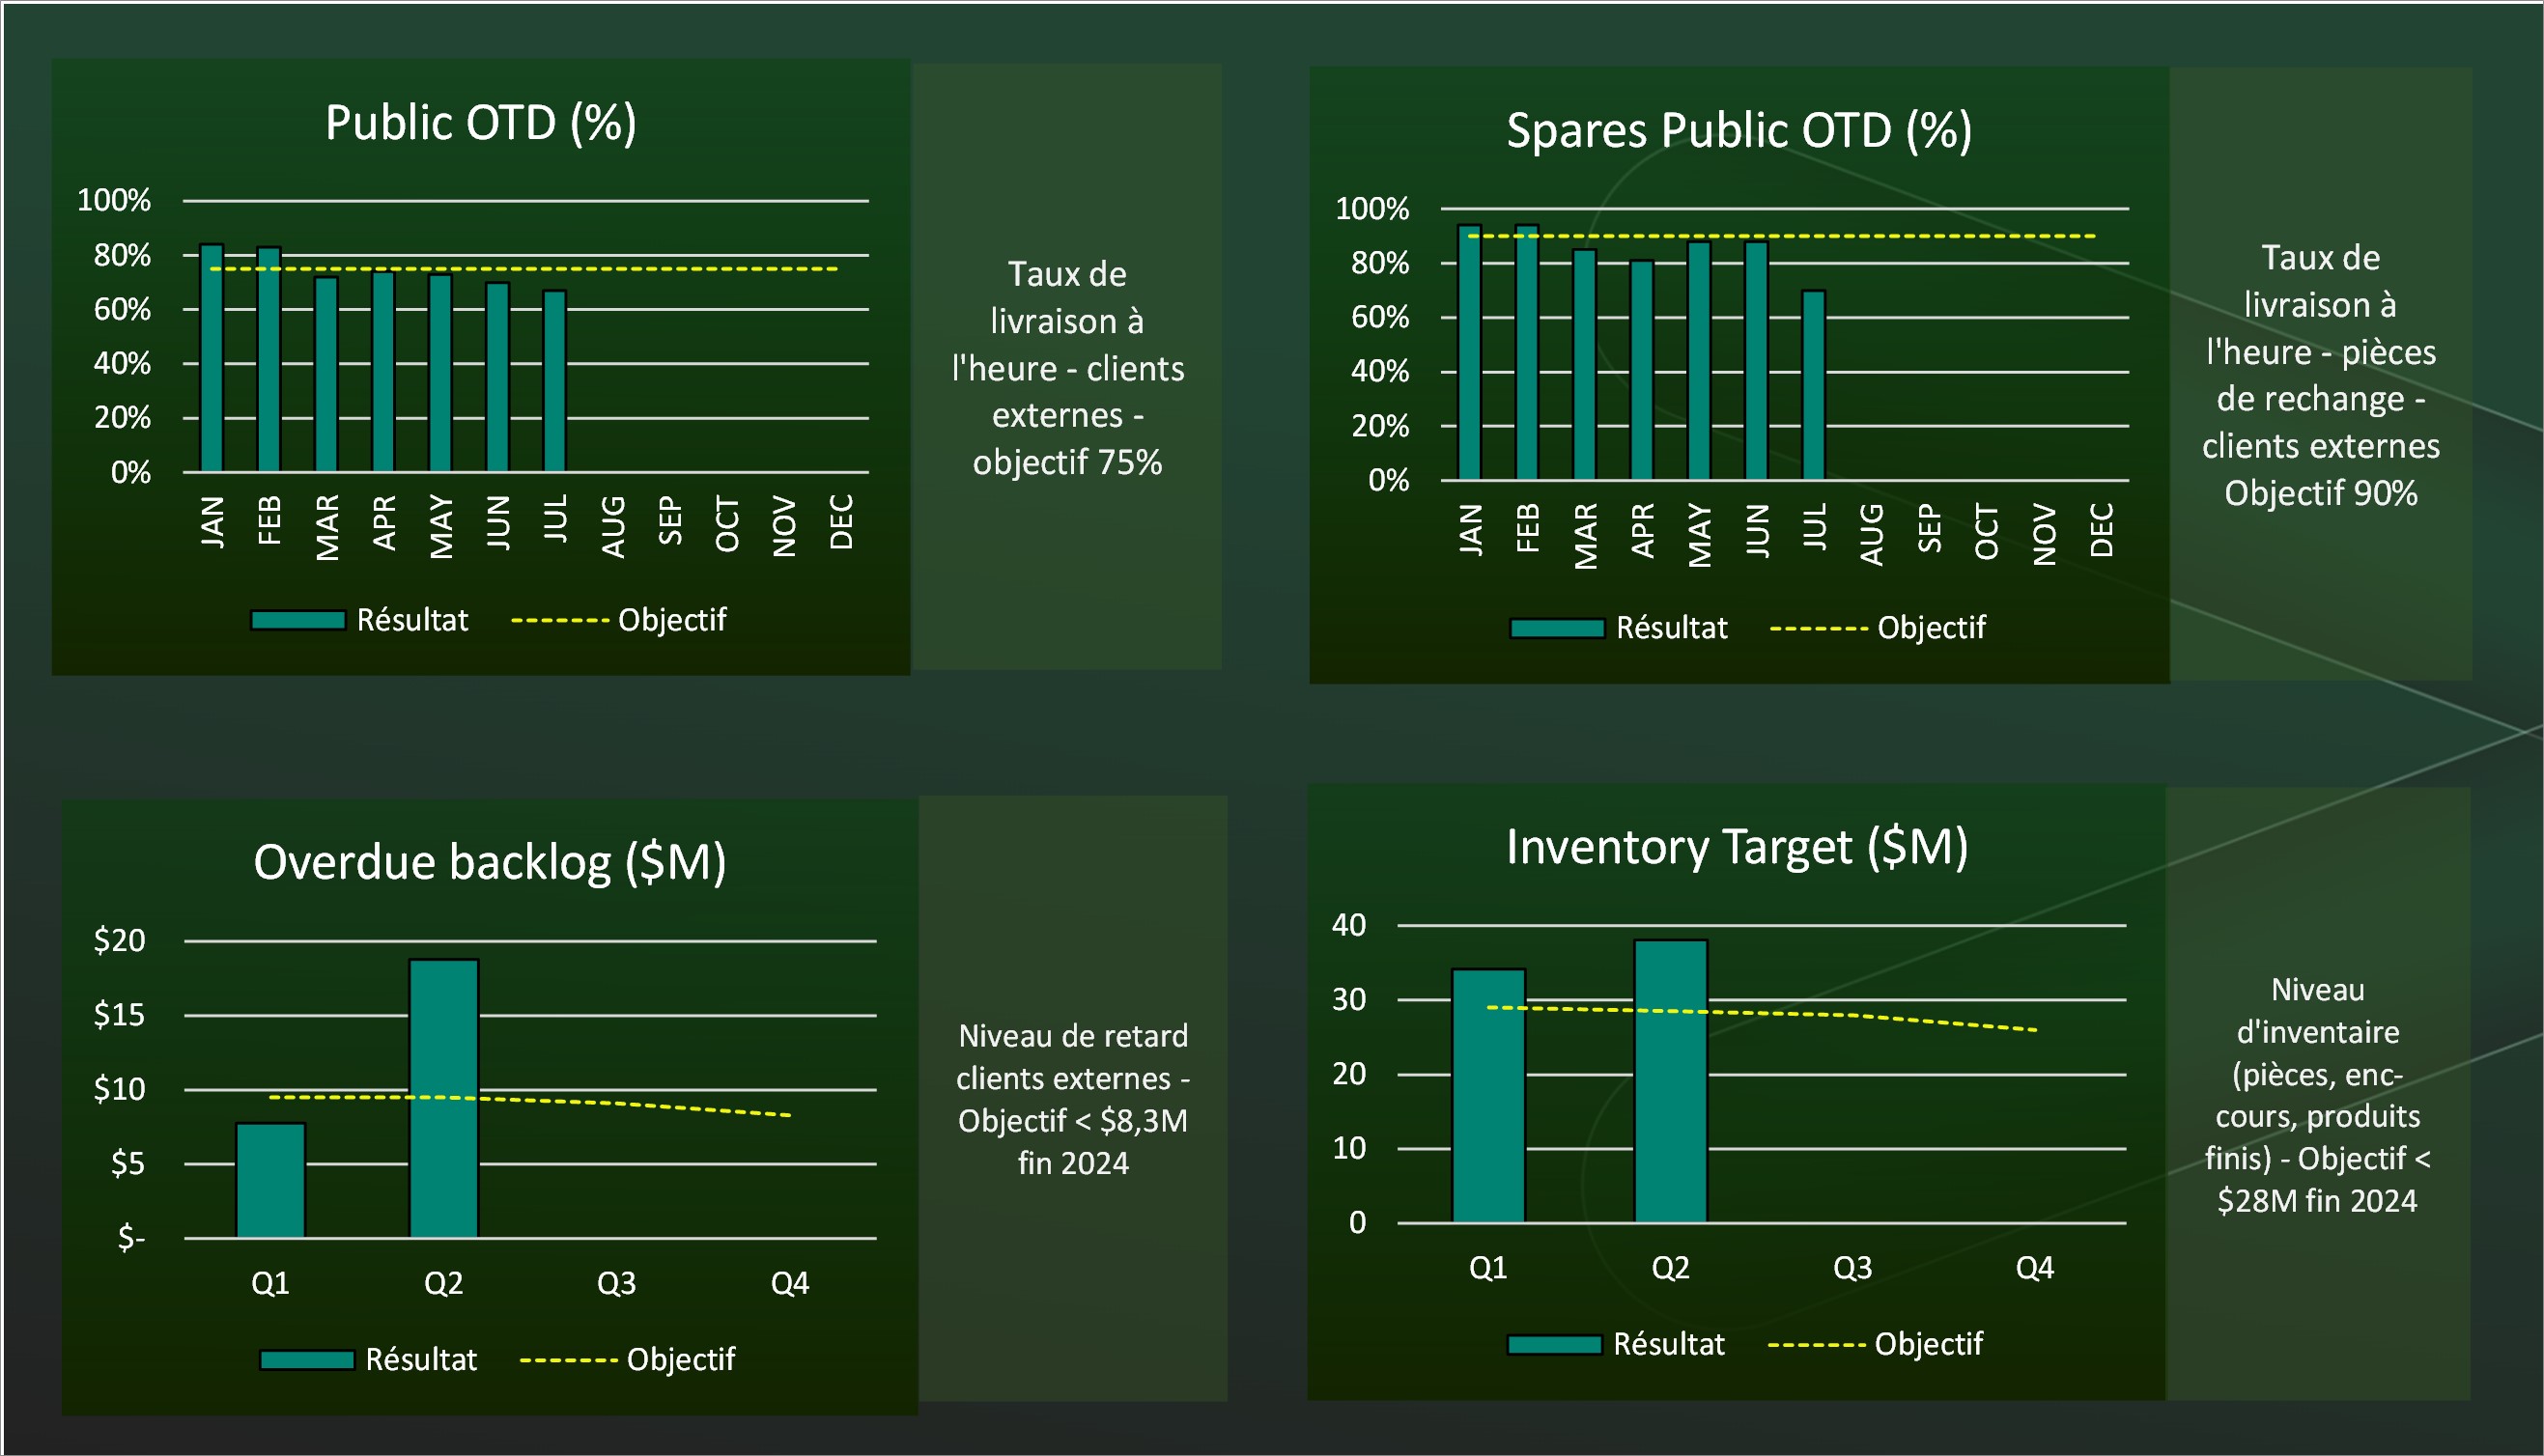 Public OTD (%)
100%
80%
60%
40%
20%
0%
JAN
FEB
MAR
APR
MAY
JUN
JUL
AUG
SEP
OCT
NOV
DEC
Résultat
Objectif
Taux de
livraison à
l'heure - clients
externes -
objectif 75%
Spares Public OTD (%)
100%
80%
60%
40%
20%
0%
JAN
FEB
MAR
APR
MAY
JUN
JUL
AUG
SEP
OCT
NOV
DEC
Résultat
Objectif
Taux de
livraison à
l'heure - pièces
de rechange -
clients externes
Objectif 90%
Overdue backlog ($M)
$20
$15
$10
$5
$-
Q1
Q2
Q3
Q4
Résultat
Objectif
Niveau de retard
clients externes -
Objectif < $8,3M
fin 2024
Inventory Target ($M)
40
30
20
10
0
Q1
Q2
Q3
Q4
Résultat
Objectif
Niveau
d'inventaire
(pièces, enc-
cours, produits
finis) - Objectif <
$28M fin 2024